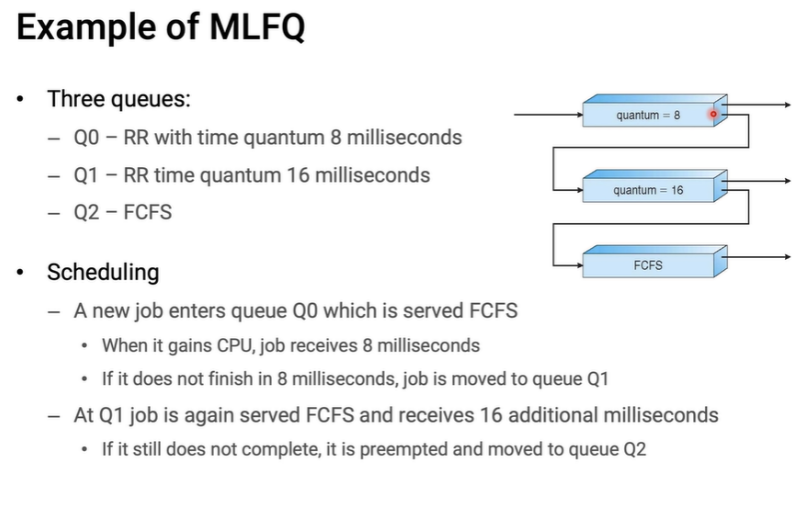 Example of MLFQ
• Three queues:
– Q0 – RR with time quantum 8 milliseconds
– Q1 – RR time quantum 16 milliseconds
– Q2 – FCFS
• Scheduling
– A new job enters queue Q0 which is served FCFS
• When it gains CPU, job receives 8 milliseconds
• If it does not finish in 8 milliseconds, job is moved to queue Q1
– At Q1 job is again served FCFS and receives 16 additional milliseconds
• If it still does not complete, it is preempted and moved to queue Q2
quantum = 8
quantum = 16
FCFS